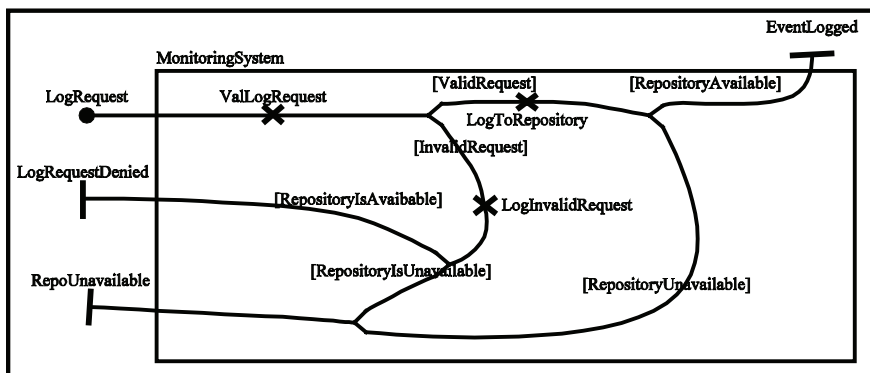 EventLogged
MonitoringSystem
[ValidRequest]
[RepositoryAvailable]
LogRequest
ValLogRequest
LogToRepository
[InvalidRequest]
LogRequestDenied
[RepositoryIsAvaibable]
LogInvalidRequest
RepoUnavailable
[RepositoryIsUnavailable]
[RepositoryUnavailable]